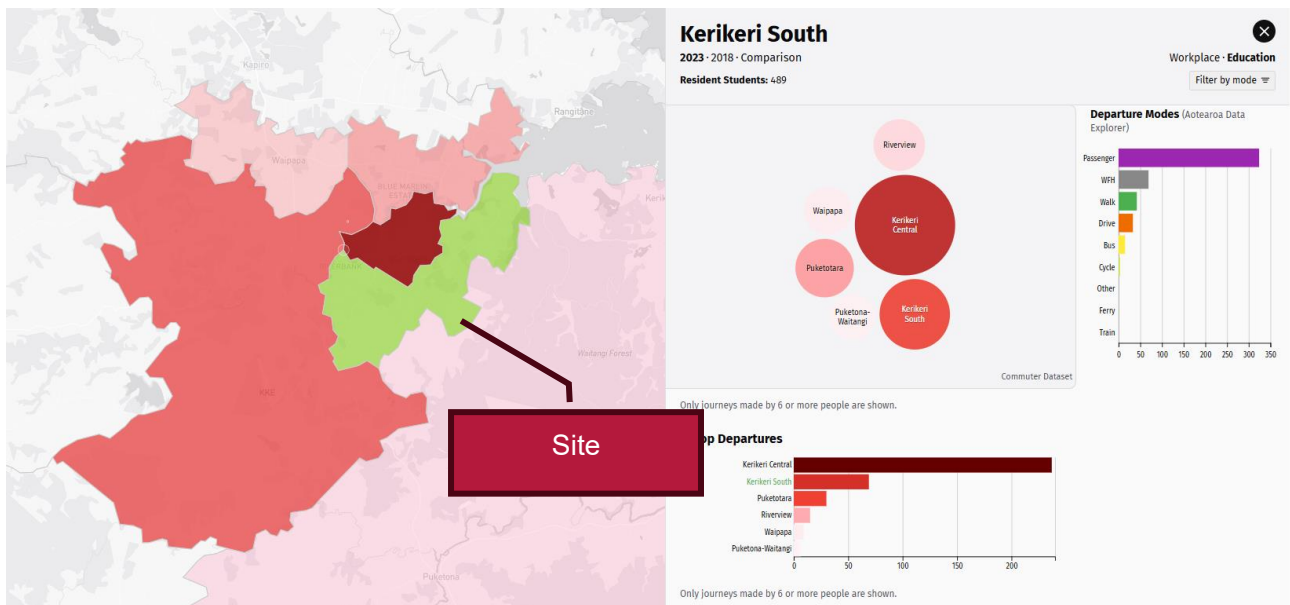 Kapiro
Rangitāne
Waipapa
Waitangi Forest
Puketona
Site
Kerikeri South
2023 · 2018 · Comparison
Workplace · Education
Resident Students: 489
Filter by mode
Riverview
Waipapa
Kerikeri
Central
Puketotara
Puketona-
Waitangi
Kerikeri
South
Commuter Dataset
Departure Modes (Aotearoa Data
Explorer)
Passenger
WFH
Walk
Drive
Bus
Cycle
Other
Ferry
Train
0 50 100 150 200 250 300 350
Only journeys made by 6 or more people are shown.
op Departures
Kerikeri Central
Kerikeri South
Puketotara
Riverview
Waipapa
Puketona-Waitangi
0 50 100 150 200
Only journeys made by 6 or more people are shown.